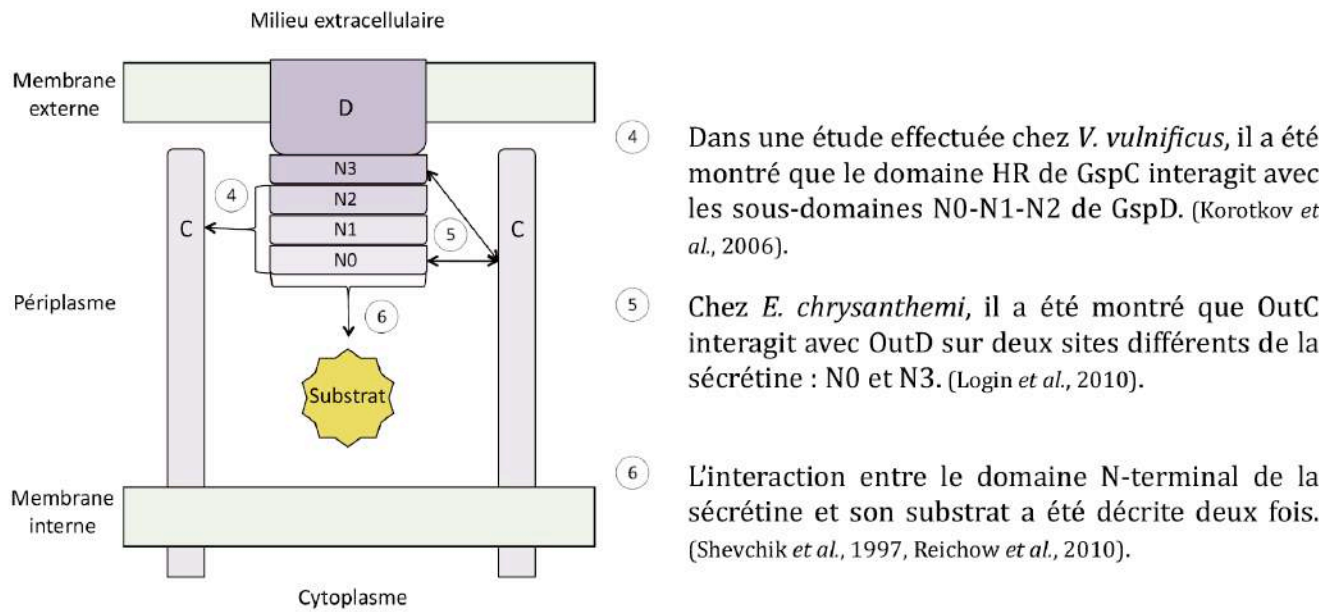 Milieu extracellulaire
Membrane
externe
D
N3
N2
N1
N0
4
5
6
C
C
Périplasme
Substrat
Membrane
interne
Cytoplasme
4
Dans une étude effectuée chez V. vulnificus, il a été
montré que le domaine HR de GspC interagit avec
les sous-domaines N0-N1-N2 de GspD. (Korotkov et
al., 2006).
5
Chez E. chrysanthemi, il a été montré que OutC
interagit avec OutD sur deux sites différents de la
sécrétine : N0 et N3. (Login et al., 2010).
6
L'interaction entre le domaine N-terminal de la
sécrétine et son substrat a été décrite deux fois.
(Shevchik et al., 1997, Reichow et al., 2010).